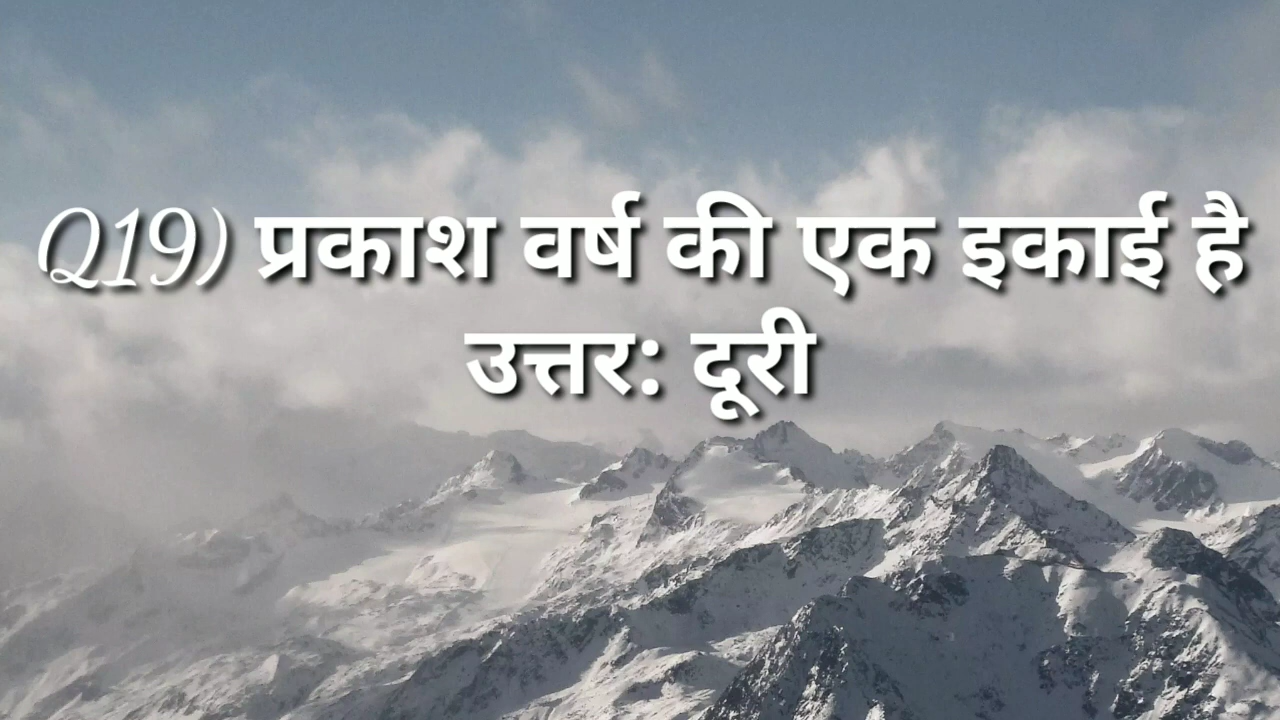 Q19) प्रकाश वर्ष की एक इकाई है
उत्तर: दूरी